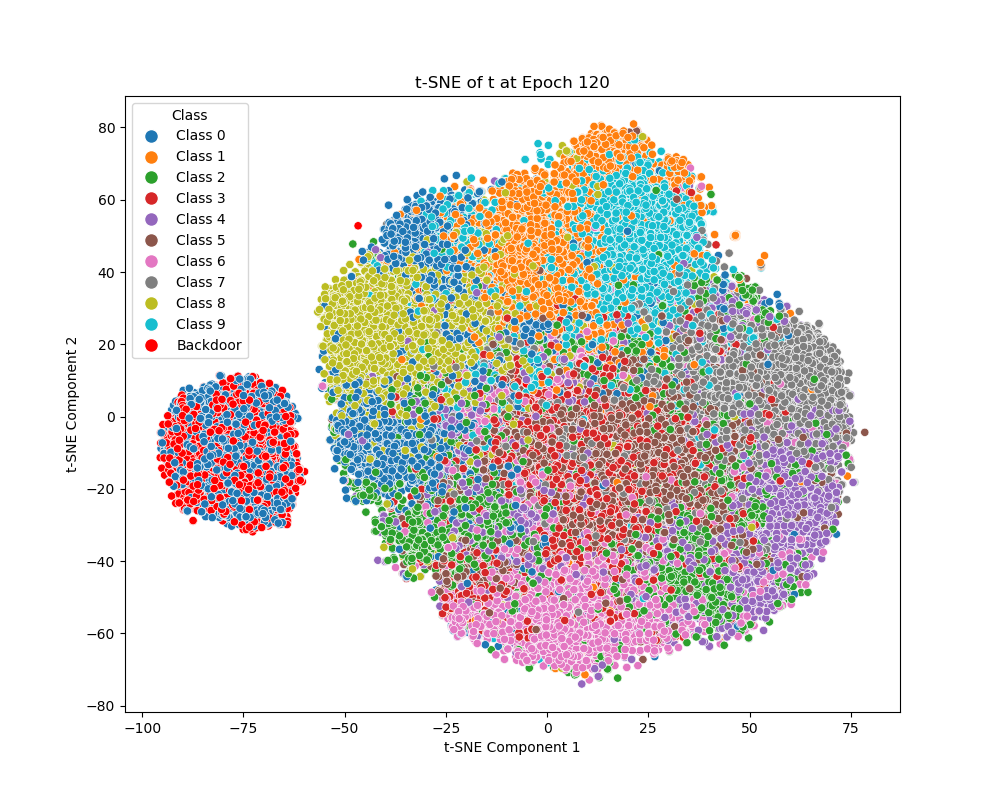 t-SNE of t at Epoch 120
Class
Class 0
Class 1
Class 2
Class 3
Class 4
Class 5
Class 6
Class 7
Class 8
Class 9
Backdoor
80
60
40
20
0
−20
−40
−60
−80
t-SNE Component 2
−100 −75 −50 −25 0 25 50 75
t-SNE Component 1